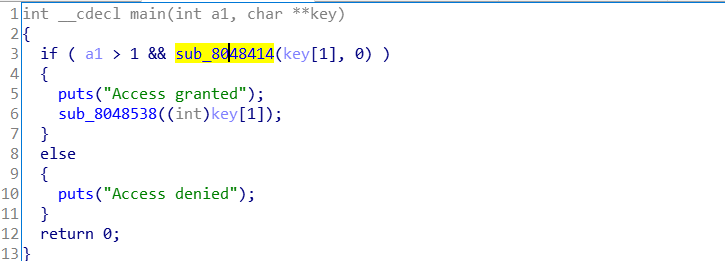 1 int __cdecl main(int a1, char **key)
2 {
3   if ( a1 > 1 && sub_8048414(key[1], 0) )
4   {
5     puts("Access granted");
6     sub_8048538((int)key[1]);
7   }
8   else
9   {
10     puts("Access denied");
11   }
12   return 0;
13 }